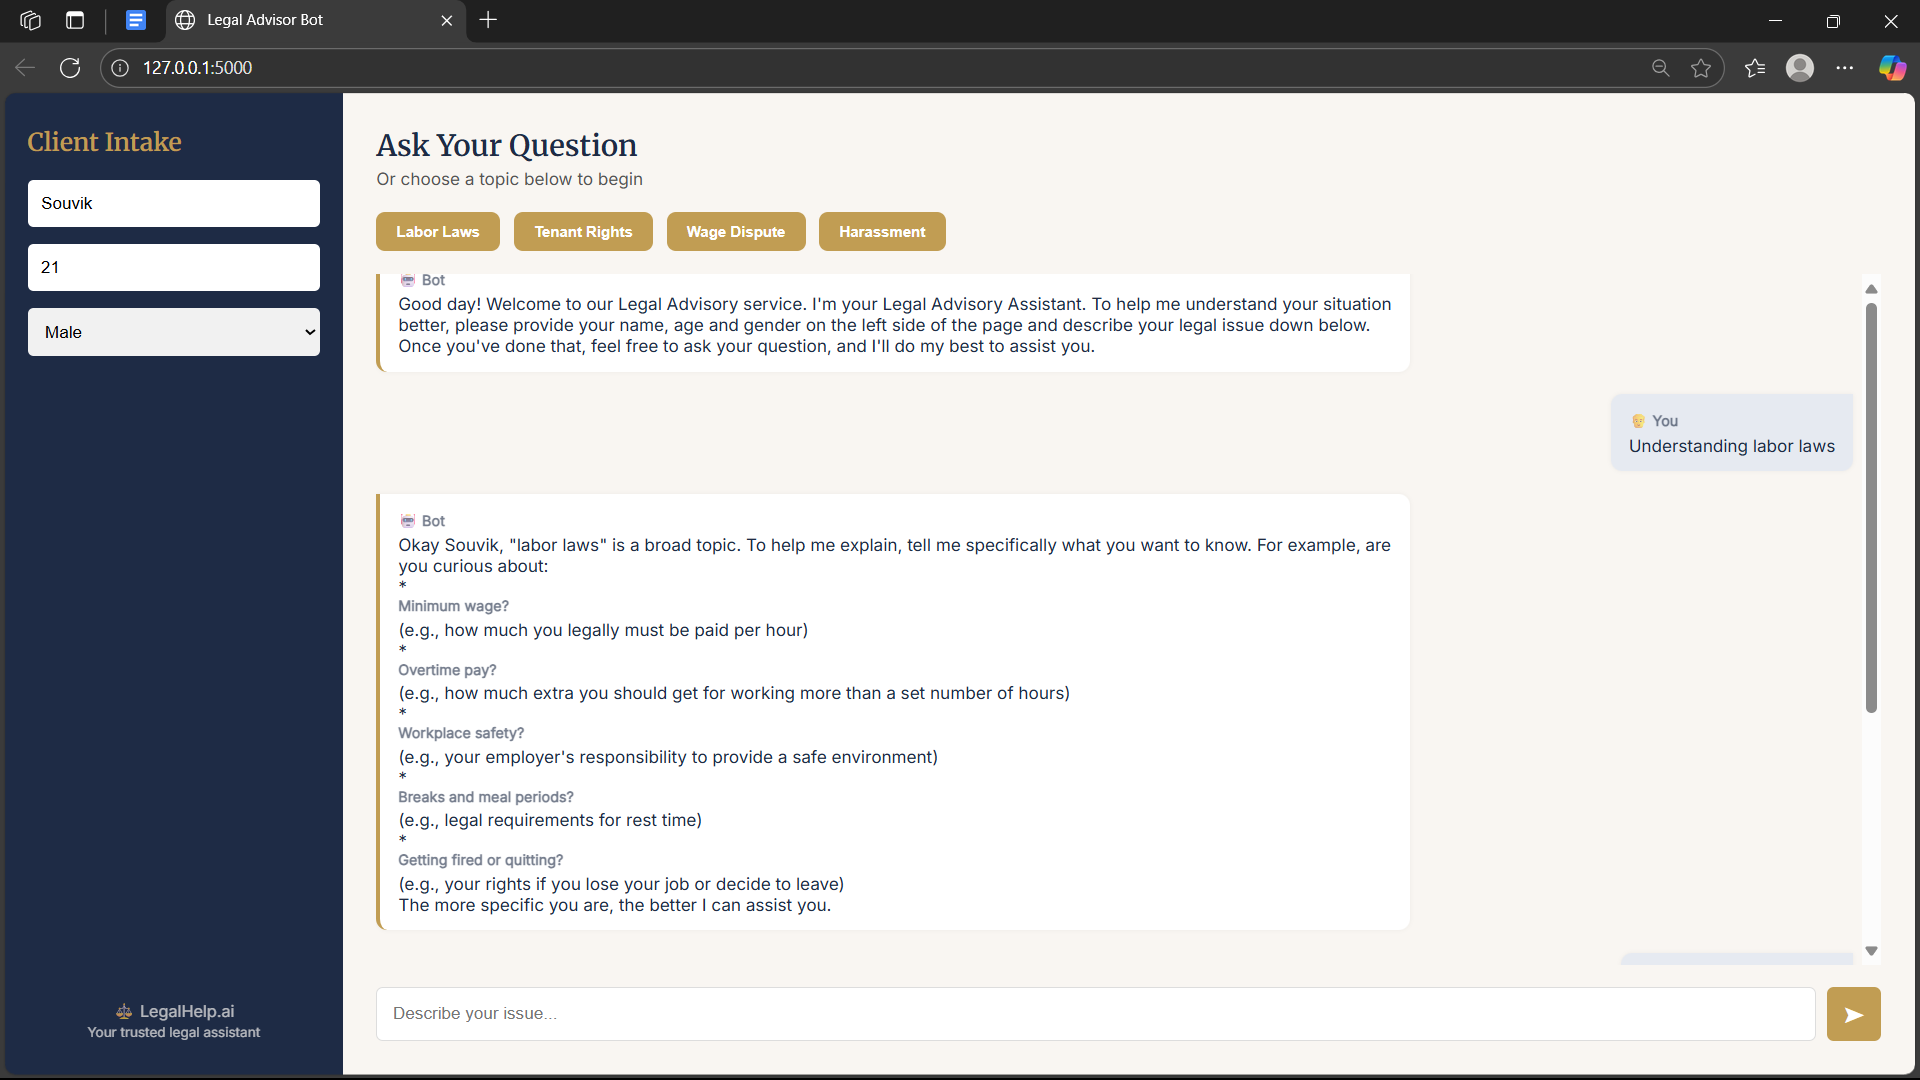 Legal Advisor Bot
127.0.0.1:5000
Client Intake
Souvik
21
Male
LegalHelp.ai
Your trusted legal assistant
Ask Your Question
Or choose a topic below to begin
Labor Laws
Tenant Rights
Wage Dispute
Harassment
Bot
Good day! Welcome to our Legal Advisory service. I'm your Legal Advisory Assistant. To help me understand your situation
better, please provide your name, age and gender on the left side of the page and describe your legal issue down below.
Once you've done that, feel free to ask your question, and I'll do my best to assist you.
You
Understanding labor laws
Bot
Okay Souvik, "labor laws" is a broad topic. To help me explain, tell me specifically what you want to know. For example, are
you curious about:
*
Minimum wage?
(e.g., how much you legally must be paid per hour)
*
Overtime pay?
(e.g., how much extra you should get for working more than a set number of hours)
*
Workplace safety?
(e.g., your employer's responsibility to provide a safe environment)
*
Breaks and meal periods?
(e.g., legal requirements for rest time)
*
Getting fired or quitting?
(e.g., your rights if you lose your job or decide to leave)
The more specific you are, the better I can assist you.
Describe your issue...